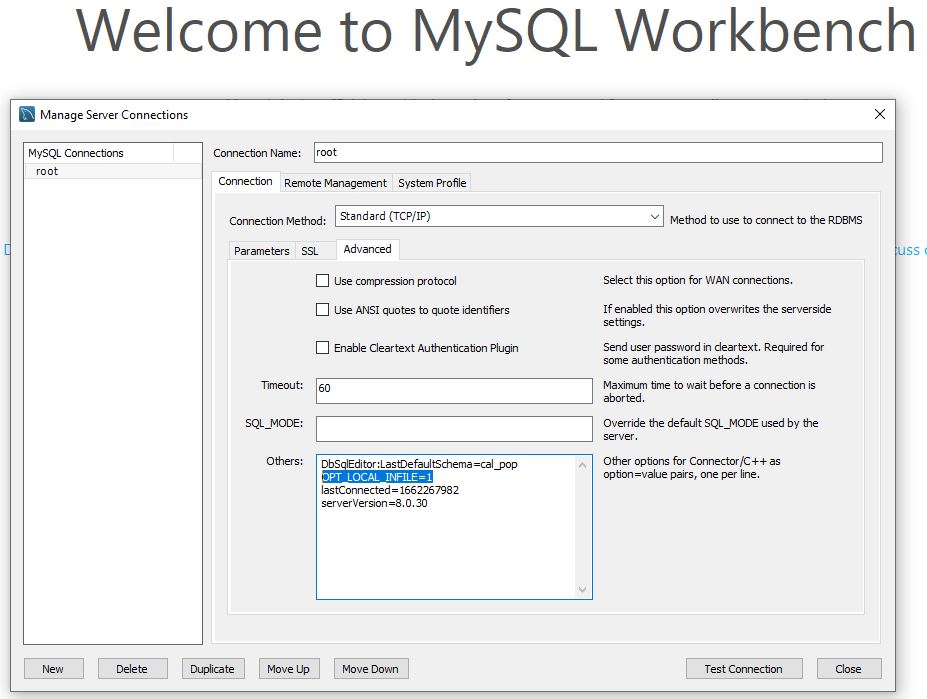 Welcome to MySQL Workbench
Manage Server Connections
MySQL Connections
root
Connection Name:
root
Connection
Remote Management
System Profile
Connection Method:
Standard (TCP/IP)
Method to use to connect to the RDBMS
Parameters
SSL
Advanced
Use compression protocol
Select this option for WAN connections.
Use ANSI quotes to quote identifiers
If enabled this option overwrites the serverside
settings.
Enable Cleartext Authentication Plugin
Send user password in cleartext. Required for
some authentication methods.
Timeout:
60
Maximum time to wait before a connection is
aborted.
SQL_MODE:
Override the default SQL_MODE used by the
server.
Others:
DbSqlEditor:LastDefaultSchema=cal_pop
OPT_LOCAL_INFILE=1
lastConnected=1662267982
serverVersion=8.0.30
Other options for Connector/C++ as
option=value pairs, one per line.
New
Delete
Duplicate
Move Up
Move Down
Test Connection
Close